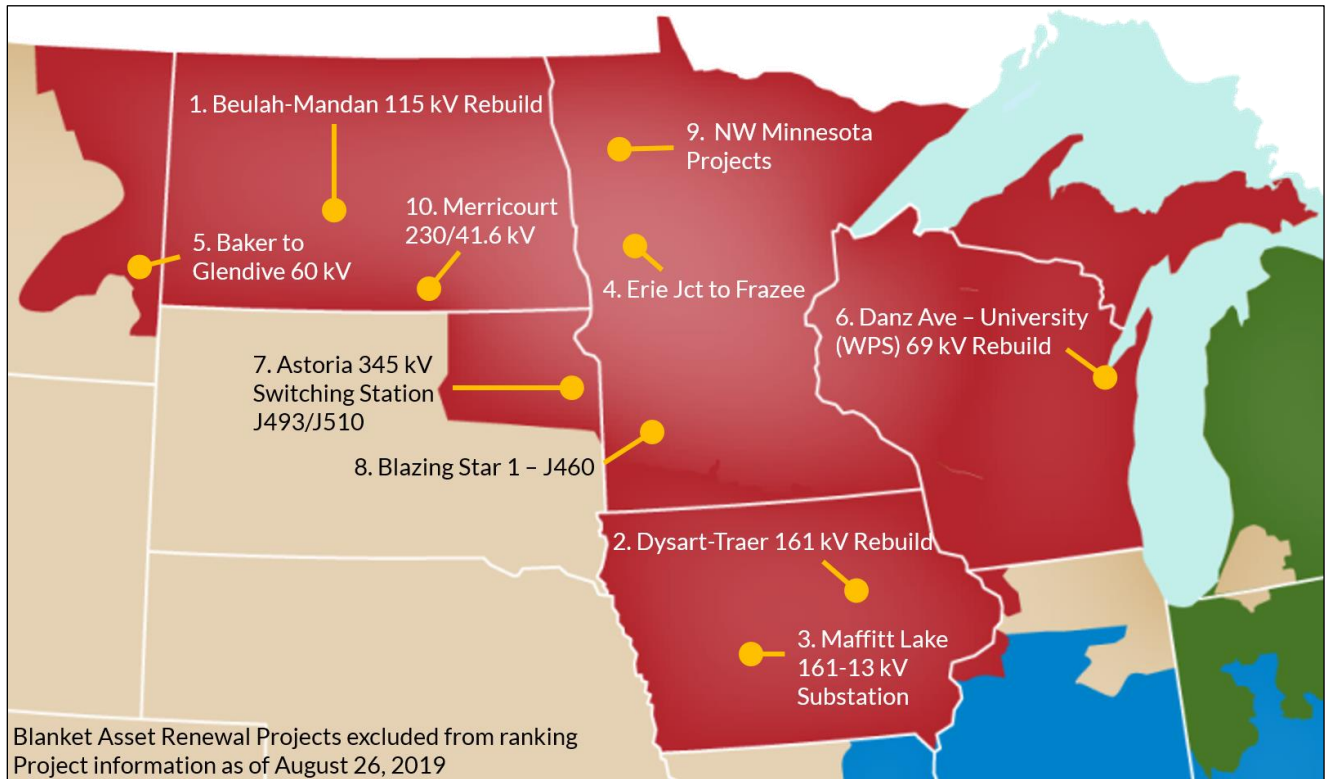 1. Beulah-Mandan 115 kV Rebuild
9. NW Minnesota
Projects
10. Merricourt
230/41.6 kV
5. Baker to
Glendive 60 kV
4. Erie Jct to Frazee
6. Danz Ave – University
(WPS) 69 kV Rebuild
7. Astoria 345 kV
Switching Station
J493/J510
8. Blazing Star 1 – J460
2. Dysart-Traer 161 kV Rebuild
3. Maffitt Lake
161-13 kV
Substation
Blanket Asset Renewal Projects excluded from ranking
Project information as of August 26, 2019